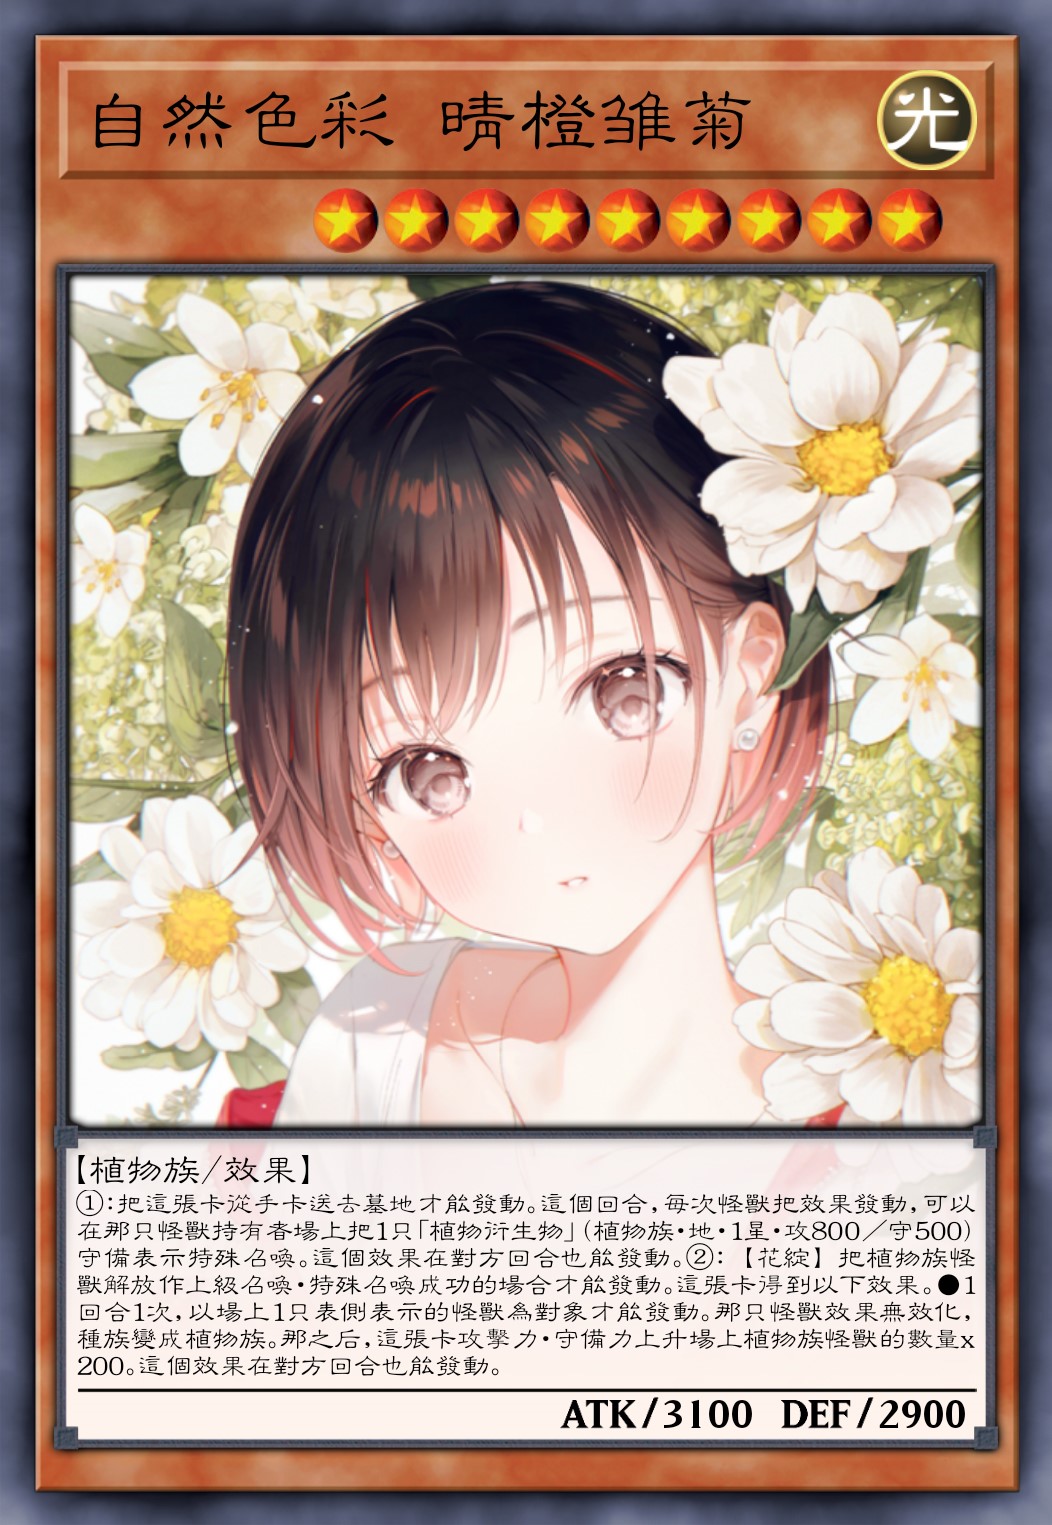 自然色彩 晴橙雏菊
光
【植物族/效果】
①:把這張卡從手卡送去墓地才能發動。這個回合,每次怪獸把效果發動,可以
在那只怪獸持有者場上把1只「植物衍生物」(植物族・地・1星・攻800／守500)
守備表示特殊召喚。這個效果在對方回合也能發動。②:【花綻】把植物族怪
獸解放作上級召喚・特殊召喚成功的場合才能發動。這張卡得到以下效果。●1
回合1次,以場上1只表側表示的怪獸為對象才能發動。那只怪獸效果無效化,
種族變成植物族。那之后,這張卡攻擊力・守備力上升場上植物族怪獸的數量x
200。這個效果在對方回合也能發動。
ATK/3100 DEF/2900